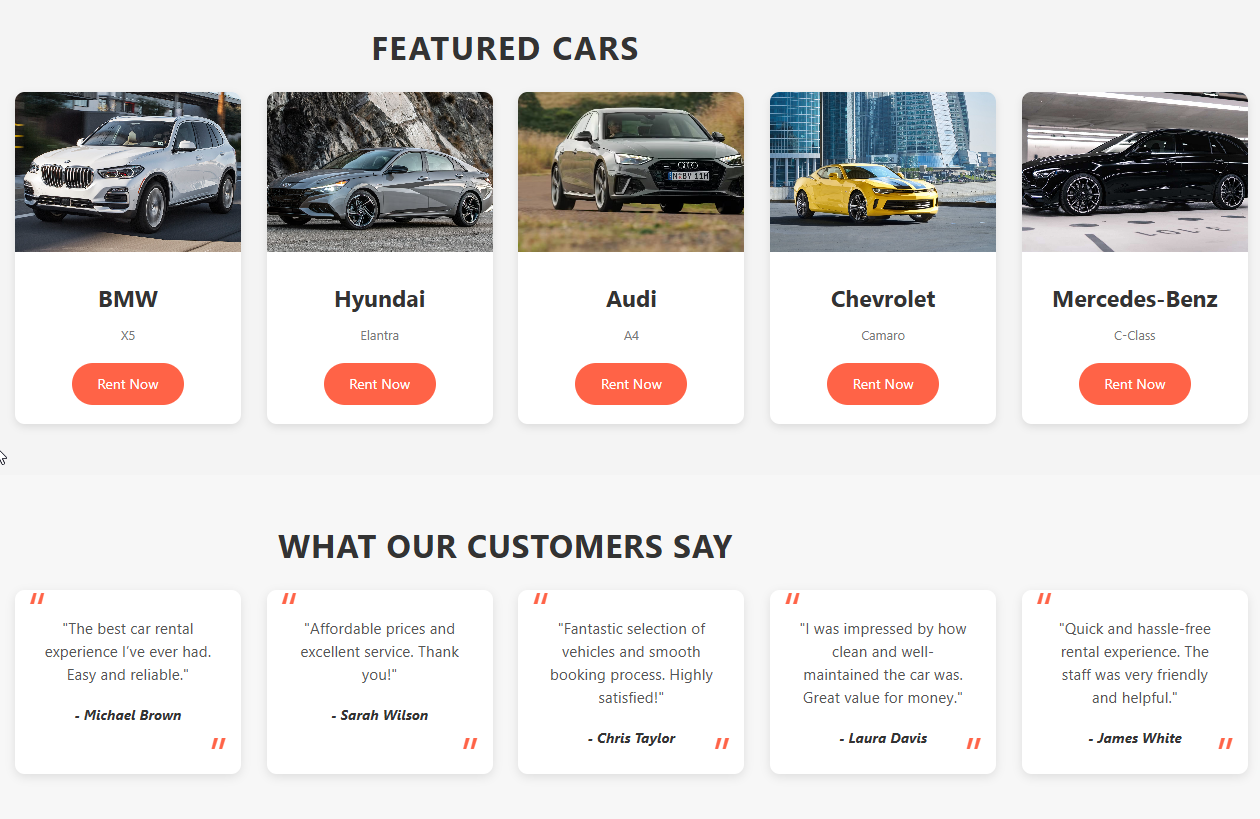 FEATURED CARS
BMW
X5
Rent Now
Hyundai
Elantra
Rent Now
Audi
A4
Rent Now
Chevrolet
Camaro
Rent Now
Mercedes-Benz
C-Class
Rent Now
WHAT OUR CUSTOMERS SAY
"The best car rental
experience I've ever had.
Easy and reliable."
- Michael Brown
"Affordable prices and
excellent service. Thank
you!"
- Sarah Wilson
"Fantastic selection of
vehicles and smooth
booking process. Highly
satisfied!"
- Chris Taylor
"I was impressed by how
clean and well-
maintained the car was.
Great value for money."
- Laura Davis
"Quick and hassle-free
rental experience. The
staff was very friendly
and helpful."
- James White